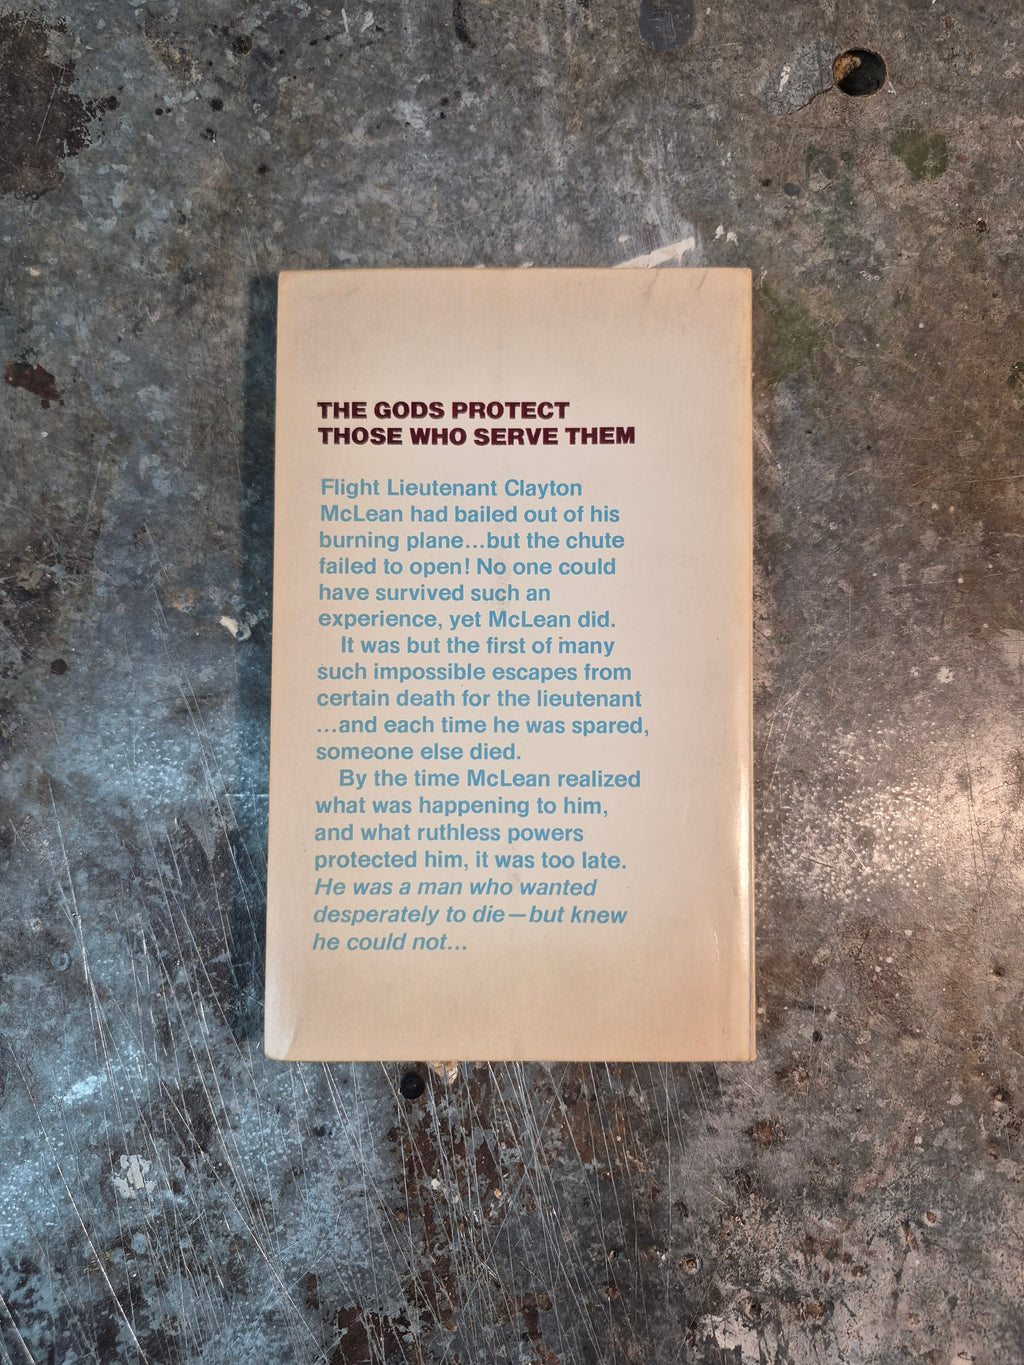 THE GODS PROTECT
THOSE WHO SERVE THEM
Flight Lieutenant Clayton
McLean had bailed out of his
burning plane...but the chute
failed to open! No one could
have survived such an
experience, yet McLean did.
It was but the first of many
such impossible escapes from
certain death for the lieutenant
...and each time he was spared,
someone else died.
By the time McLean realized
what was happening to him,
and what ruthless powers
protected him, it was too late.
He was a man who wanted
desperately to die—but knew
he could not...